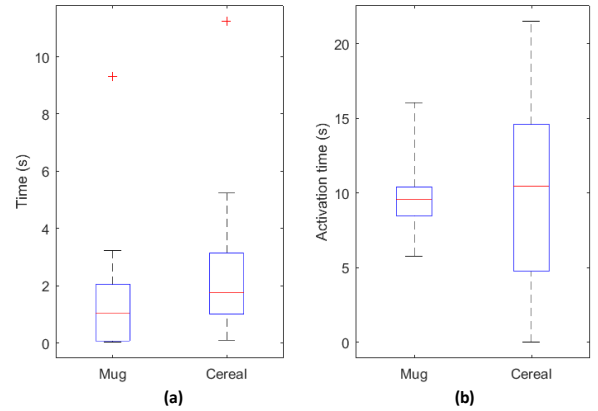 Time (s)
10
8
6
4
2
0
Mug
Cereal
(a)
Activation time (s)
20
15
10
5
0
Mug
Cereal
(b)